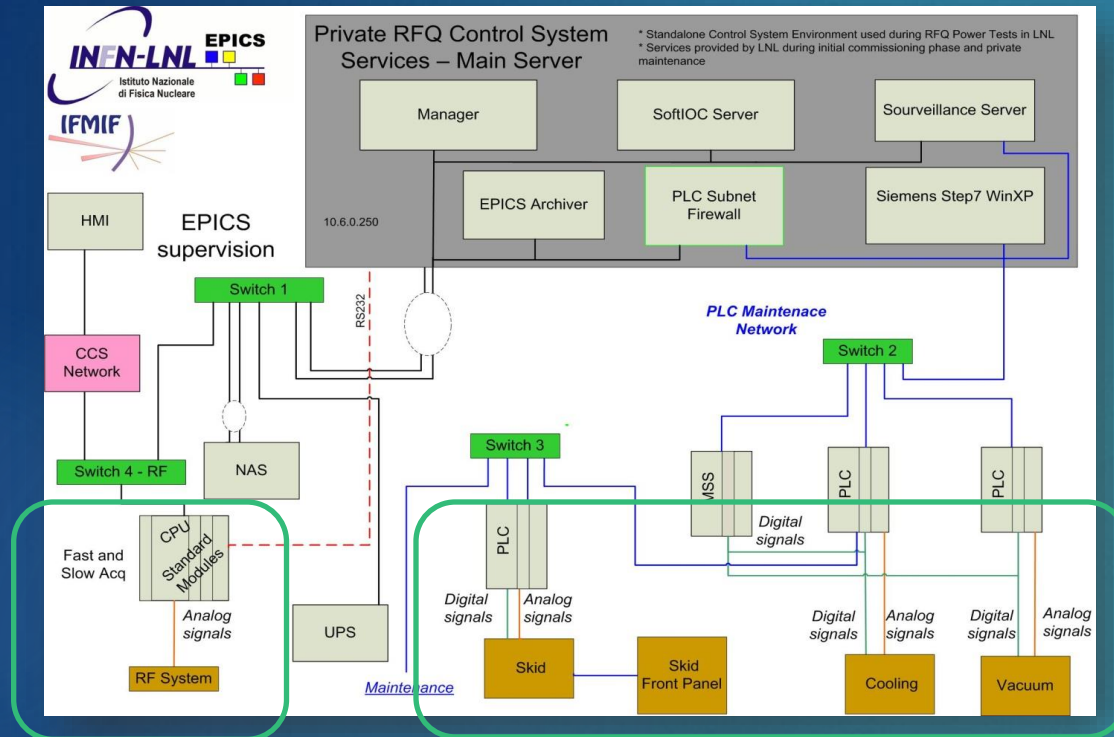 INFN-LNL
EPICS
Istituto Nazionale
di Fisica Nucleare
IFMIF
Private RFQ Control System
Services – Main Server
* Standalone Control System Environment used during RFQ Power Tests in LNL
* Services provided by LNL during initial commissioning phase and private
maintenance
Manager
SoftIOC Server
Sourveillance Server
EPICS Archiver
PLC Subnet
Firewall
Siemens Step7 WinXP
10.6.0.250
HMI
EPICS
supervision
Switch 1
RS232
PLC Maintenace
Network
Switch 2
CCS
Network
Switch 3
Switch 4 - RF
NAS
MSS
PLC
PLC
Digital
signals
CPU
Standard
Modules
Fast and
Slow Acq
PLC
Analog
signals
Digital
signals
Analog
signals
Digital
signals
Analog
signals
Digital
signals
Analog
signals
UPS
RF System
Maintenance
Skid
Skid
Front Panel
Cooling
Vacuum